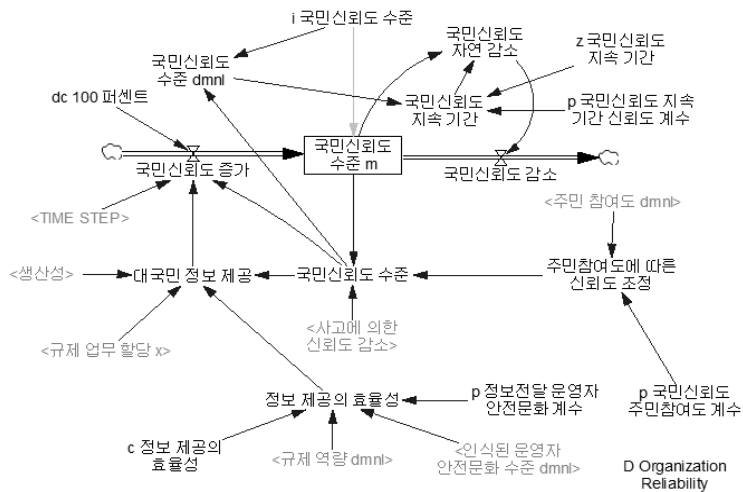 i 국민신뢰도 수준
국민신뢰도
자연 감소
국민신뢰도
수준 dmnl
z 국민신뢰도
지속 기간
dc 100 퍼센트
국민신뢰도
지속 기간
p 국민신뢰도 지속
기간 신뢰도 계수
국민신뢰도
수준 m
국민신뢰도 증가
국민신뢰도 감소
<TIME STEP>
<주민 참여도 dmnl>
<생산성>
대국민 정보 제공
국민신뢰도 수준
주민참여도에 따른
신뢰도 조정
<사고에 의한
신뢰도 감소>
<규제 업무 할당 x>
정보 제공의 효율성
p 정보전달 운영자
안전문화 계수
p 국민신뢰도
주민참여도 계수
c 정보 제공의
효율성
<규제 역량 dmnl>
<인식된 운영자
안전문화 수준 dmnl>
D Organization
Reliability